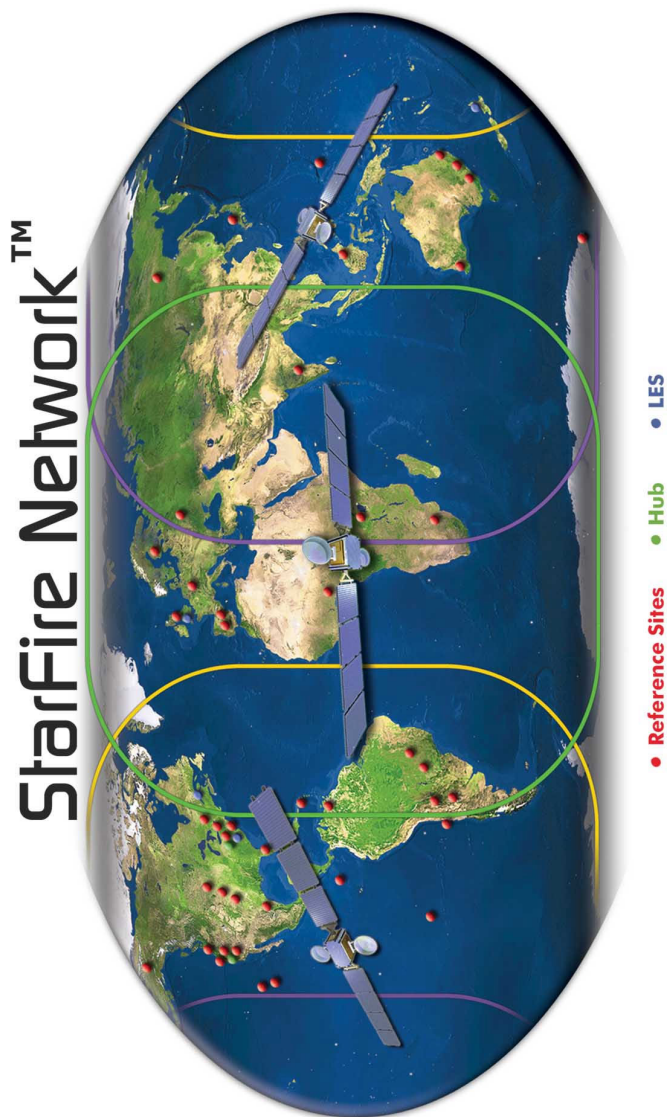 StarFire Network™
• Reference Sites • Hub • LES